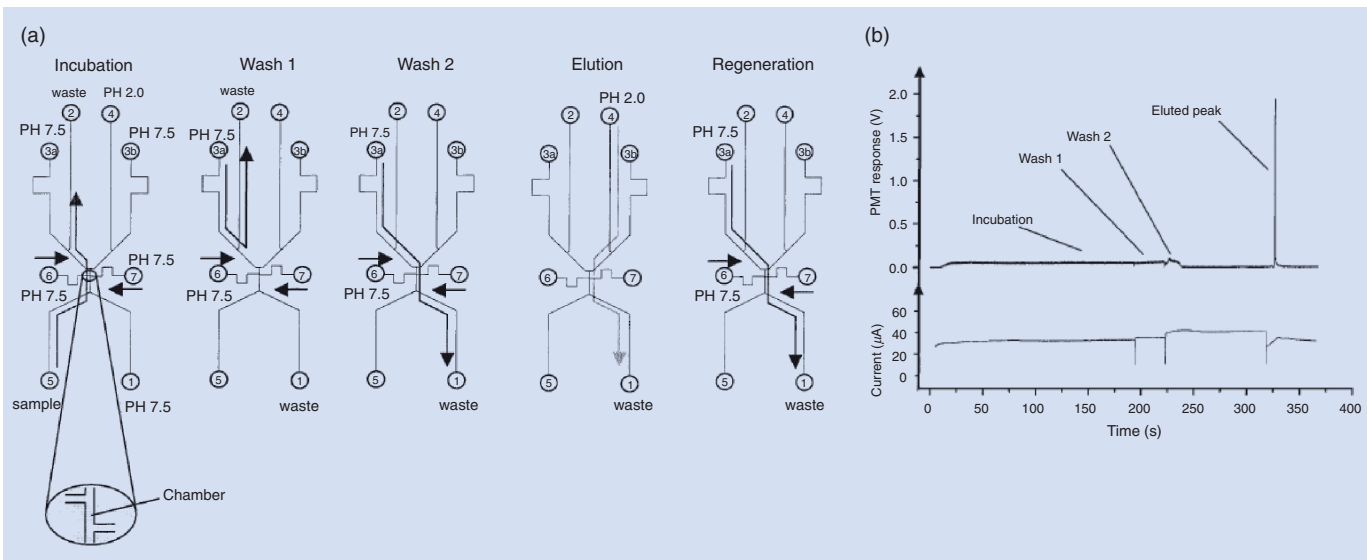 (a)
Incubation
waste
PH 2.0
2
4
PH 7.5
PH 7.5
3a
3b
PH 7.5
6
7
PH 7.5
5
1
sample
PH 7.5
Chamber
Wash 1
2
4
PH 7.5
3a
3b
6
7
PH 7.5
5
1
waste
Wash 2
2
4
PH 7.5
3a
3b
6
7
PH 7.5
5
1
waste
Elution
PH 2.0
2
4
3a
3b
6
7
5
1
waste
Regeneration
2
4
PH 7.5
3a
3b
6
7
PH 7.5
5
1
waste
(b)
PMT response (V)
2.0
1.5
1.0
0.5
0.0
Eluted peak
Wash 2
Wash 1
Incubation
Current (µA)
60
40
20
0
0 50 100 150 200 250 300 350 400
Time (s)